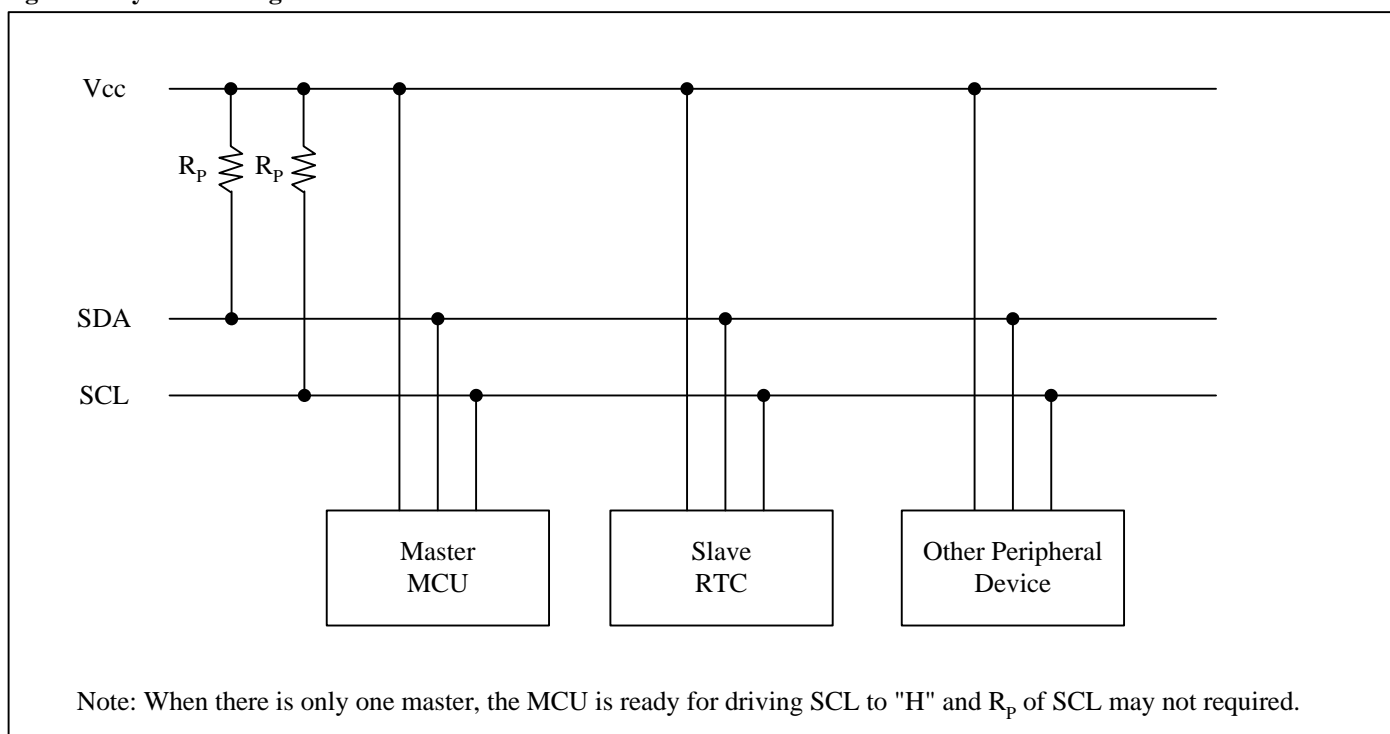 Vcc
R_P R_P
SDA
SCL
Master
MCU
Slave
RTC
Other Peripheral
Device
Note: When there is only one master, the MCU is ready for driving SCL to "H" and R_P of SCL may not required.